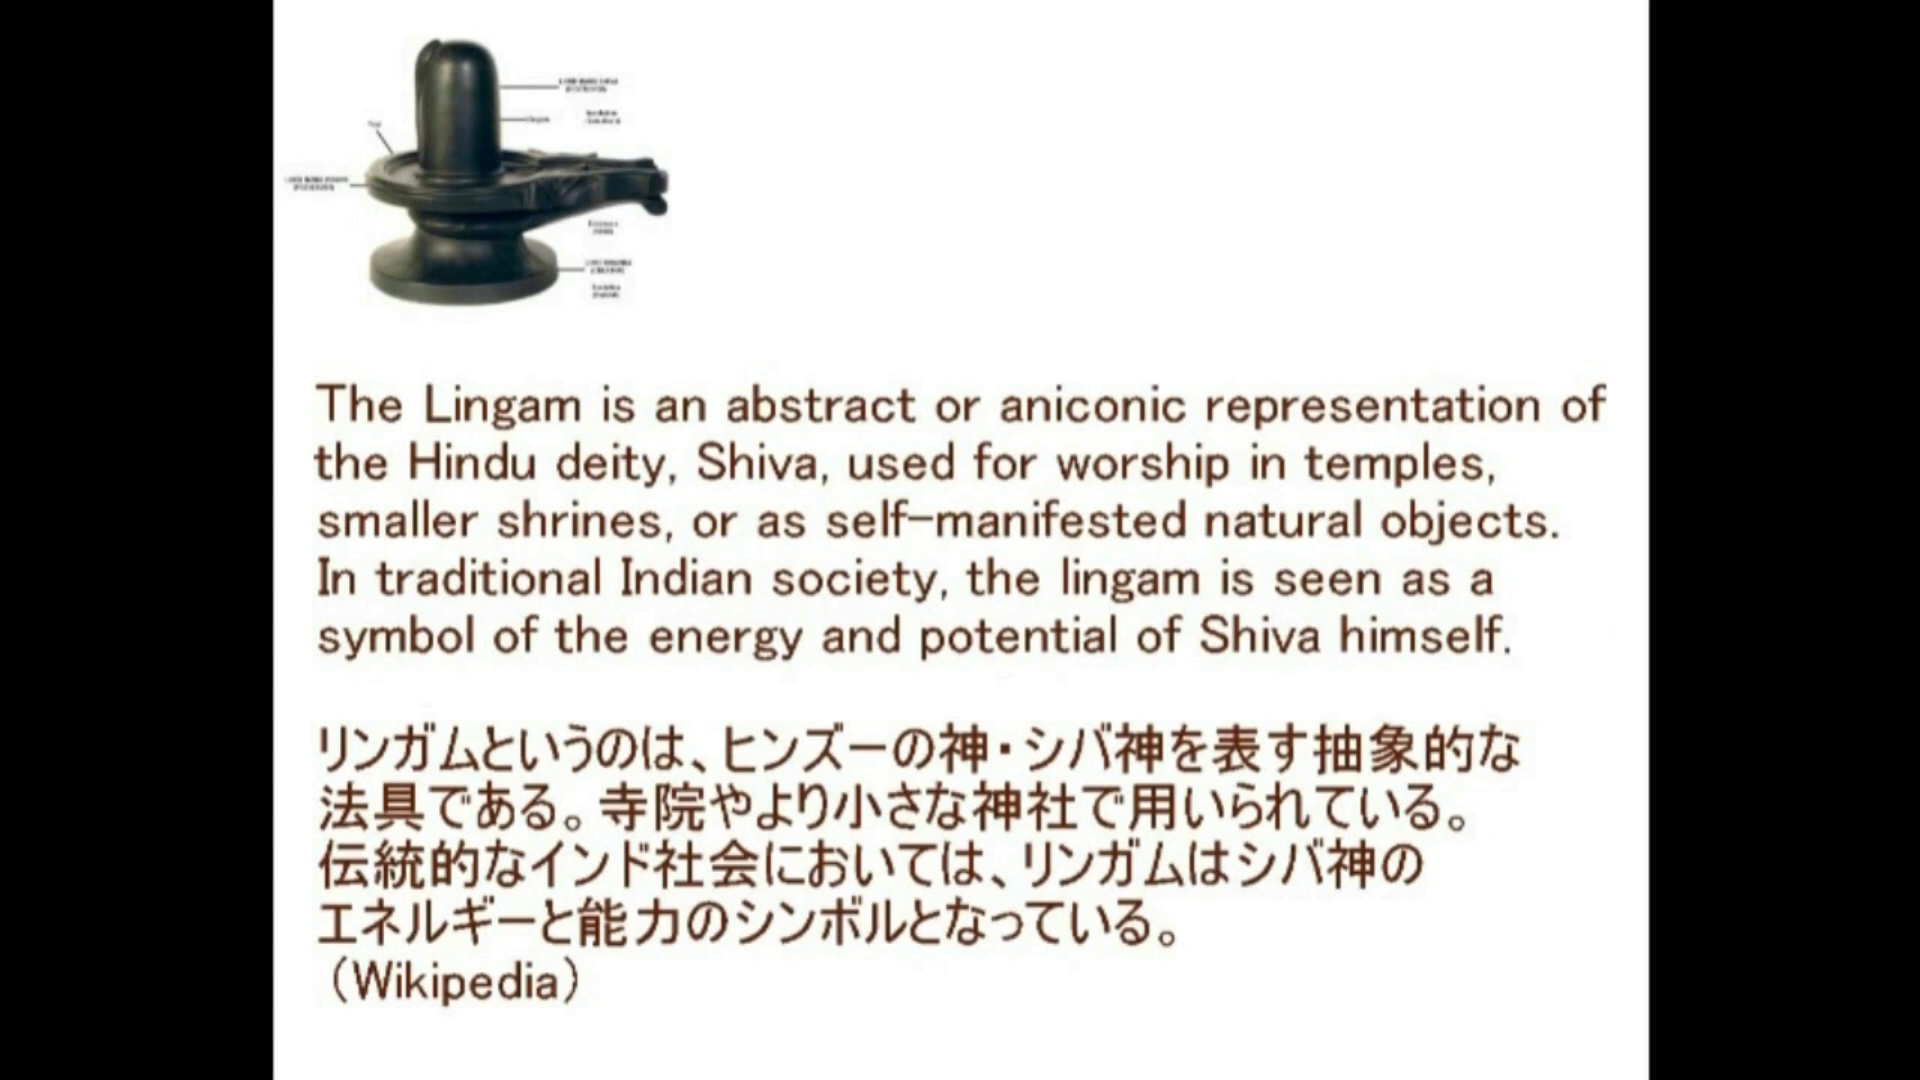 The Lingam is an abstract or aniconic representation of
the Hindu deity, Shiva, used for worship in temples,
smaller shrines, or as self-manifested natural objects.
In traditional Indian society, the lingam is seen as a
symbol of the energy and potential of Shiva himself.
リンガムというのは、ヒンズーの神・シバ神を表す抽象的な
法具である。寺院やより小さな神社で用いられている。
伝統的なインド社会においては、リンガムはシバ神の
エネルギーと能力のシンボルとなっている。
（Wikipedia）